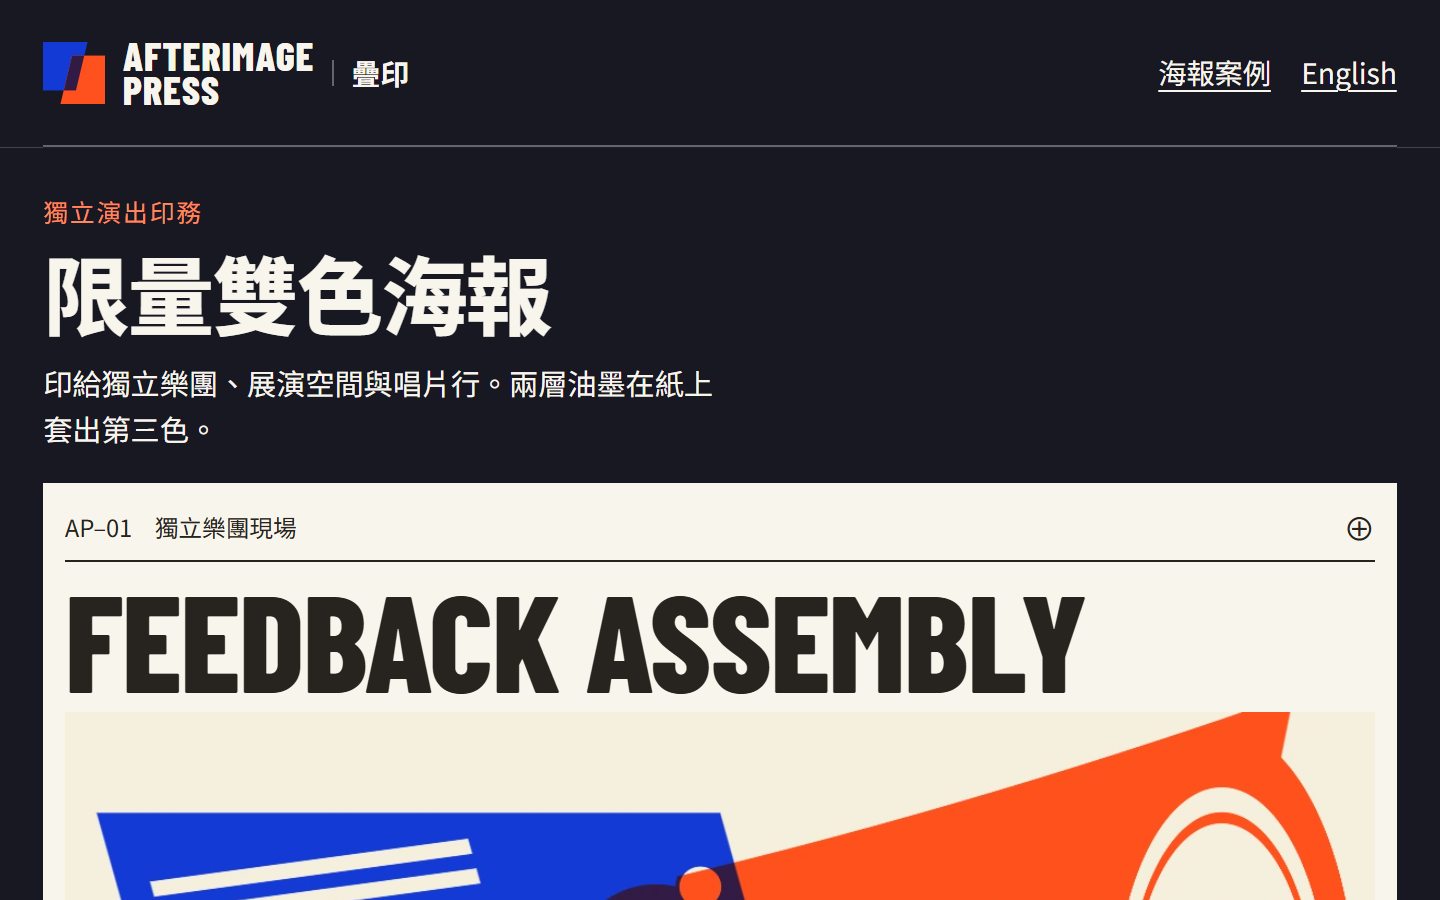 AFTERIMAGE
PRESS
疊印
海報案例
English
獨立演出印務
限量雙色海報
印給獨立樂團、展演空間與唱片行。兩層油墨在紙上
套出第三色。
AP–01 獨立樂團現場
FEEDBACK ASSEMBLY